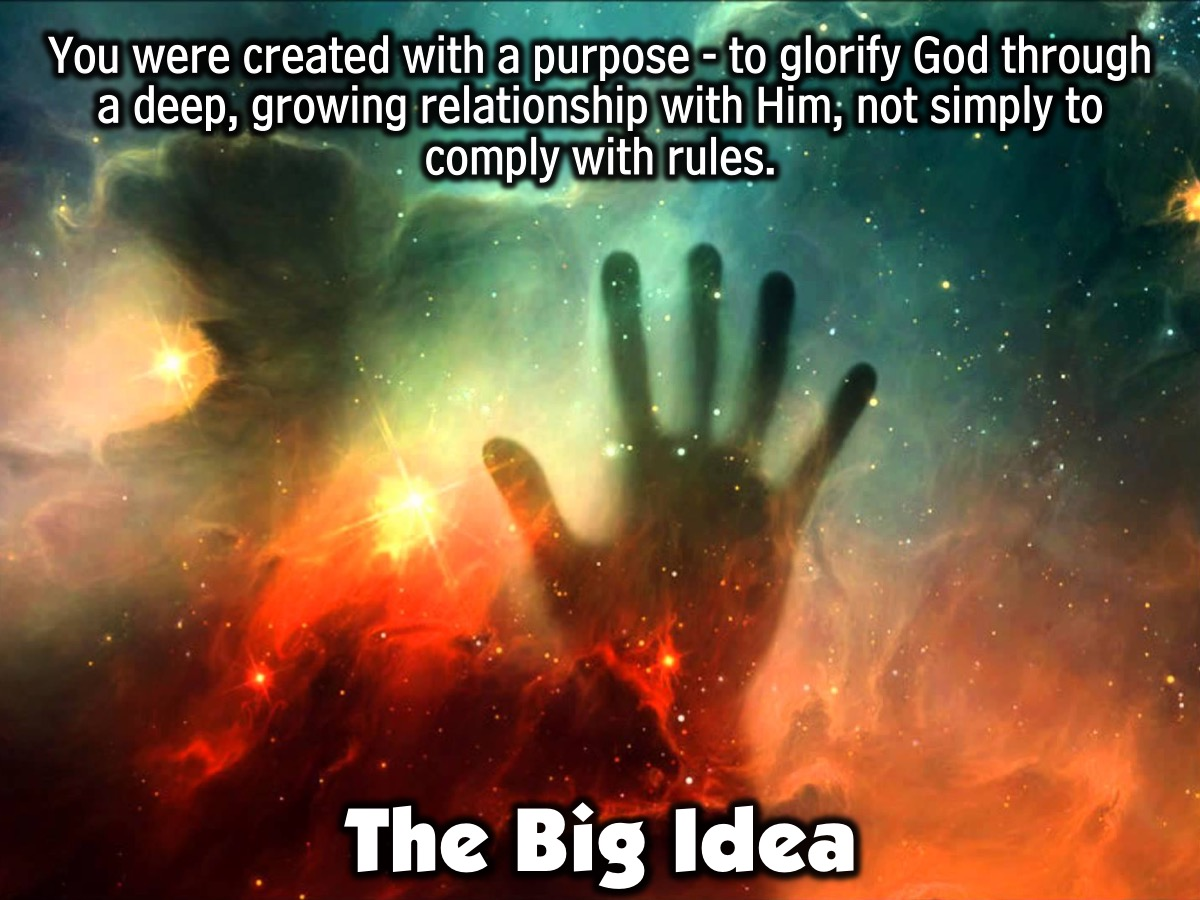 You were created with a purpose - to glorify God through
a deep, growing relationship with Him, not simply to
comply with rules.
The Big Idea